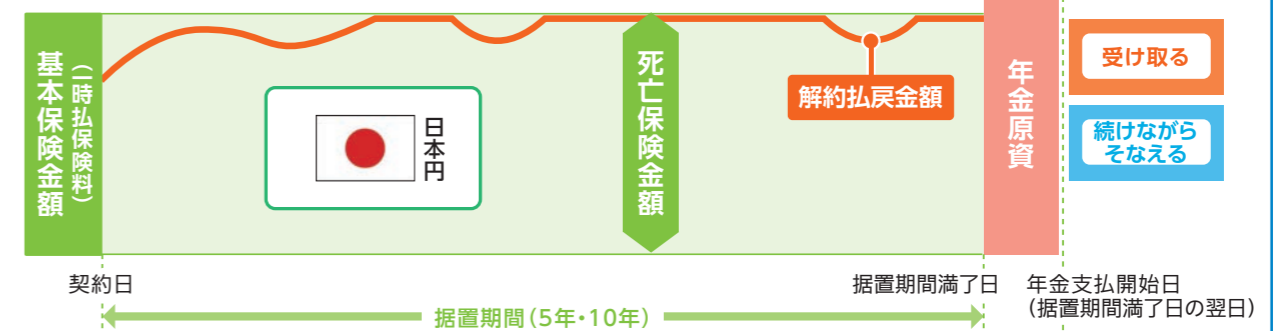 基本保険金額
（一時払保険料）
日本円
死亡保険金額
解約払戻金額
年金原資
受け取る
続けながら
そなえる
契約日
据置期間満了日
年金支払開始日
（据置期間満了日の翌日）
据置期間（5年・10年）